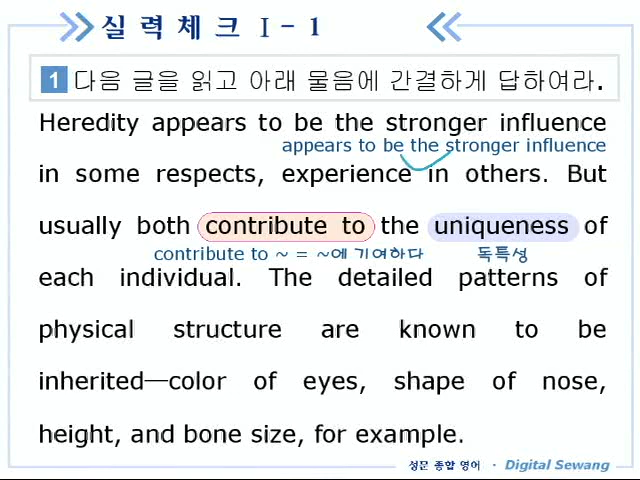 실 력 체 크 I - 1
1 다음 글을 읽고 아래 물음에 간결하게 답하여라.
Heredity appears to be the stronger influence
appears to be the stronger influence
in some respects, experience in others. But
usually both contribute to the uniqueness of
contribute to ~ = ~에 기여하다 독특성
each individual. The detailed patterns of
physical structure are known to be
inherited—color of eyes, shape of nose,
height, and bone size, for example.
성문 종합 영어 · Digital Sewang